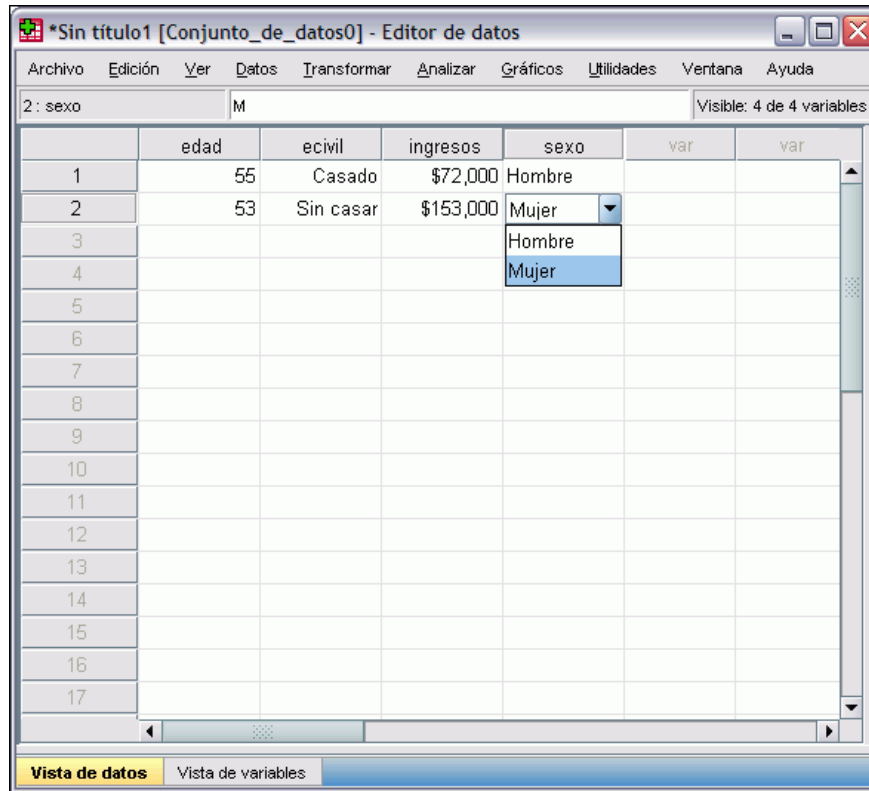 *Sin título1 [Conjunto_de_datos0] - Editor de datos
Archivo Edición Ver Datos Transformar Analizar Gráficos Utilidades Ventana Ayuda
2 : sexo M Visible: 4 de 4 variables
edad ecivil ingresos sexo var var
1 55 Casado $72,000 Hombre
2 53 Sin casar $153,000 Mujer
3 Hombre
4 Mujer
5
6
7
8
9
10
11
12
13
14
15
16
17
Vista de datos Vista de variables